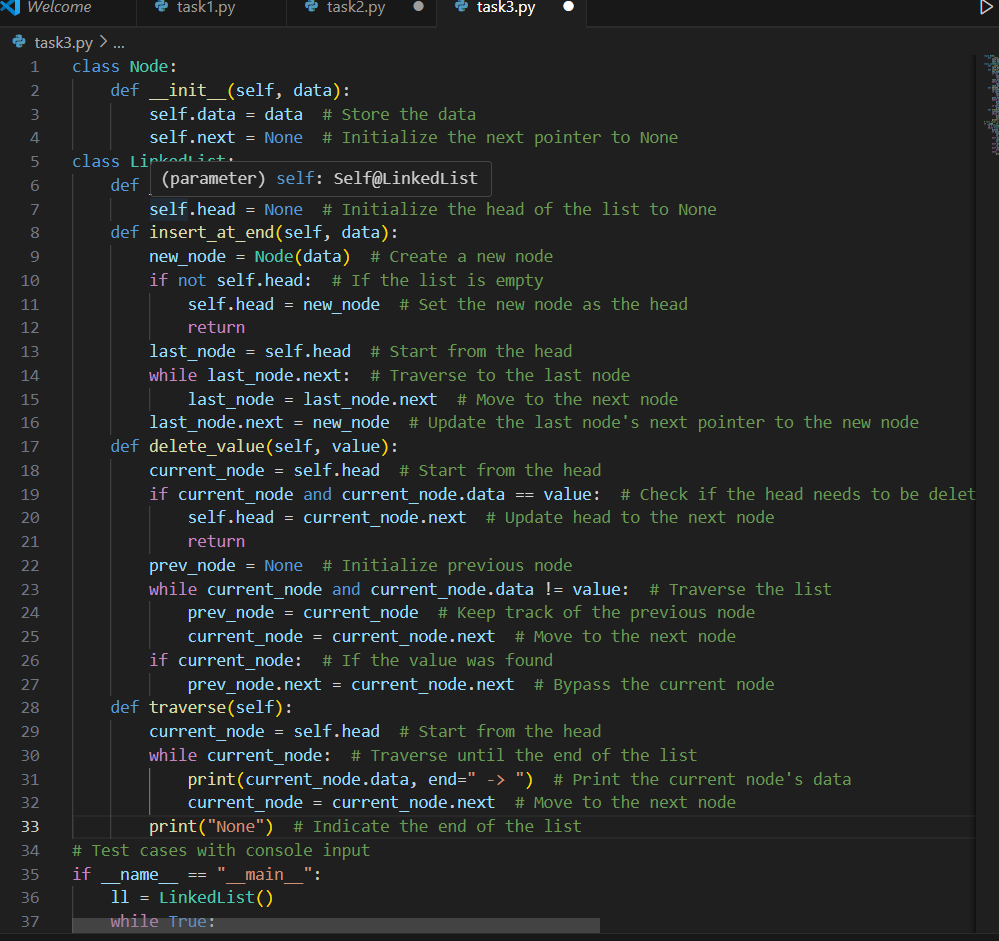 Welcome task1.py task2.py task3.py
task3.py > ...
1 class Node:
2 def __init__(self, data):
3 self.data = data # Store the data
4 self.next = None # Initialize the next pointer to None
5 class LinkedList:
(parameter) self: Self@LinkedList
6 def
7 self.head = None # Initialize the head of the list to None
8 def insert_at_end(self, data):
9 new_node = Node(data) # Create a new node
10 if not self.head: # If the list is empty
11 self.head = new_node # Set the new node as the head
12 return
13 last_node = self.head # Start from the head
14 while last_node.next: # Traverse to the last node
15 last_node = last_node.next # Move to the next node
16 last_node.next = new_node # Update the last node's next pointer to the new node
17 def delete_value(self, value):
18 current_node = self.head # Start from the head
19 if current_node and current_node.data == value: # Check if the head needs to be delet
20 self.head = current_node.next # Update head to the next node
21 return
22 prev_node = None # Initialize previous node
23 while current_node and current_node.data != value: # Traverse the list
24 prev_node = current_node # Keep track of the previous node
25 current_node = current_node.next # Move to the next node
26 if current_node: # If the value was found
27 prev_node.next = current_node.next # Bypass the current node
28 def traverse(self):
29 current_node = self.head # Start from the head
30 while current_node: # Traverse until the end of the list
31 print(current_node.data, end=" -> ") # Print the current node's data
32 current_node = current_node.next # Move to the next node
33 print("None") # Indicate the end of the list
34 # Test cases with console input
35 if __name__ == "__main__":
36 ll = LinkedList()
37 while True: